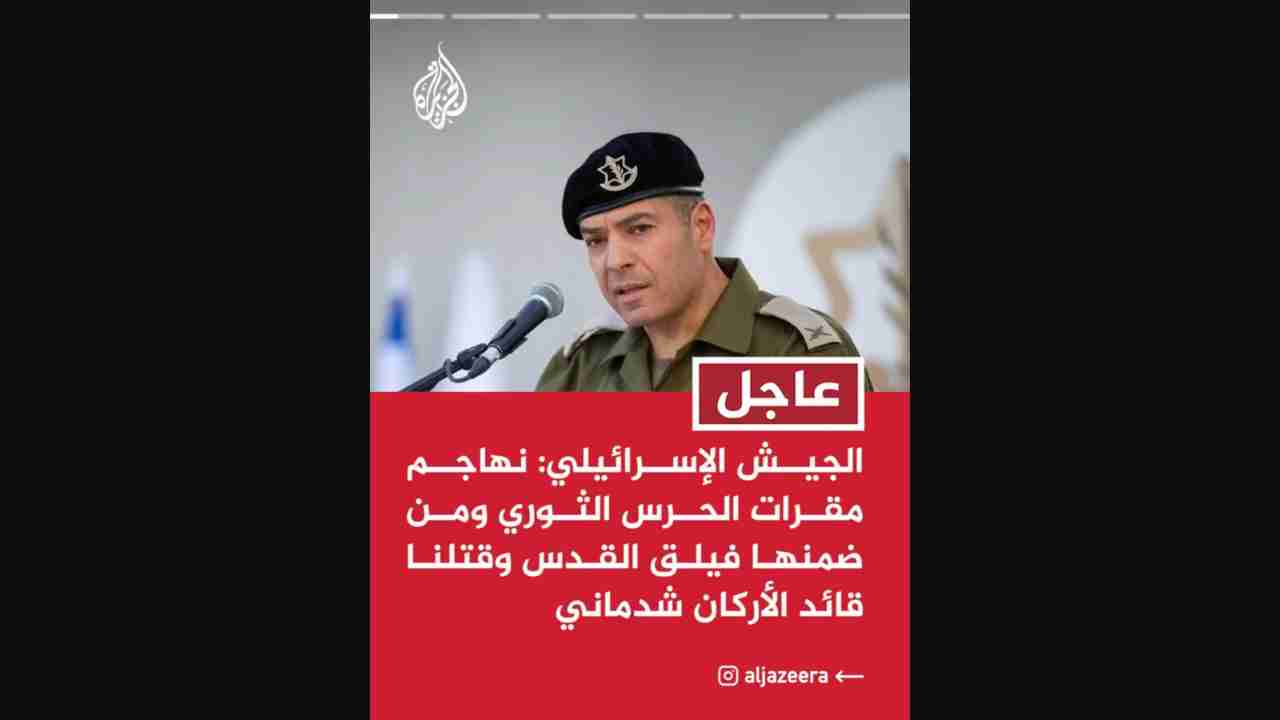 الجزيرة
عاجل
الجيش الإسرائيلي: نهاجم
مقرات الحرس الثوري ومن
ضمنها فيلق القدس وقتلنا
قائد الأركان شدماني
aljazeera